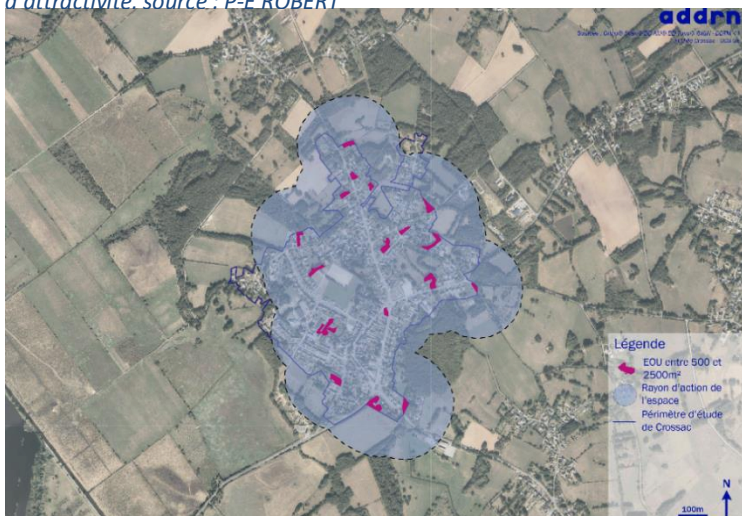 d'attractivité, source : P-E ROBERT
addrn
Légende
EOU entre 500 et
2500m²
Rayon d'action de
l'espace
Périmètre d'étude
de Crossac
100m
N